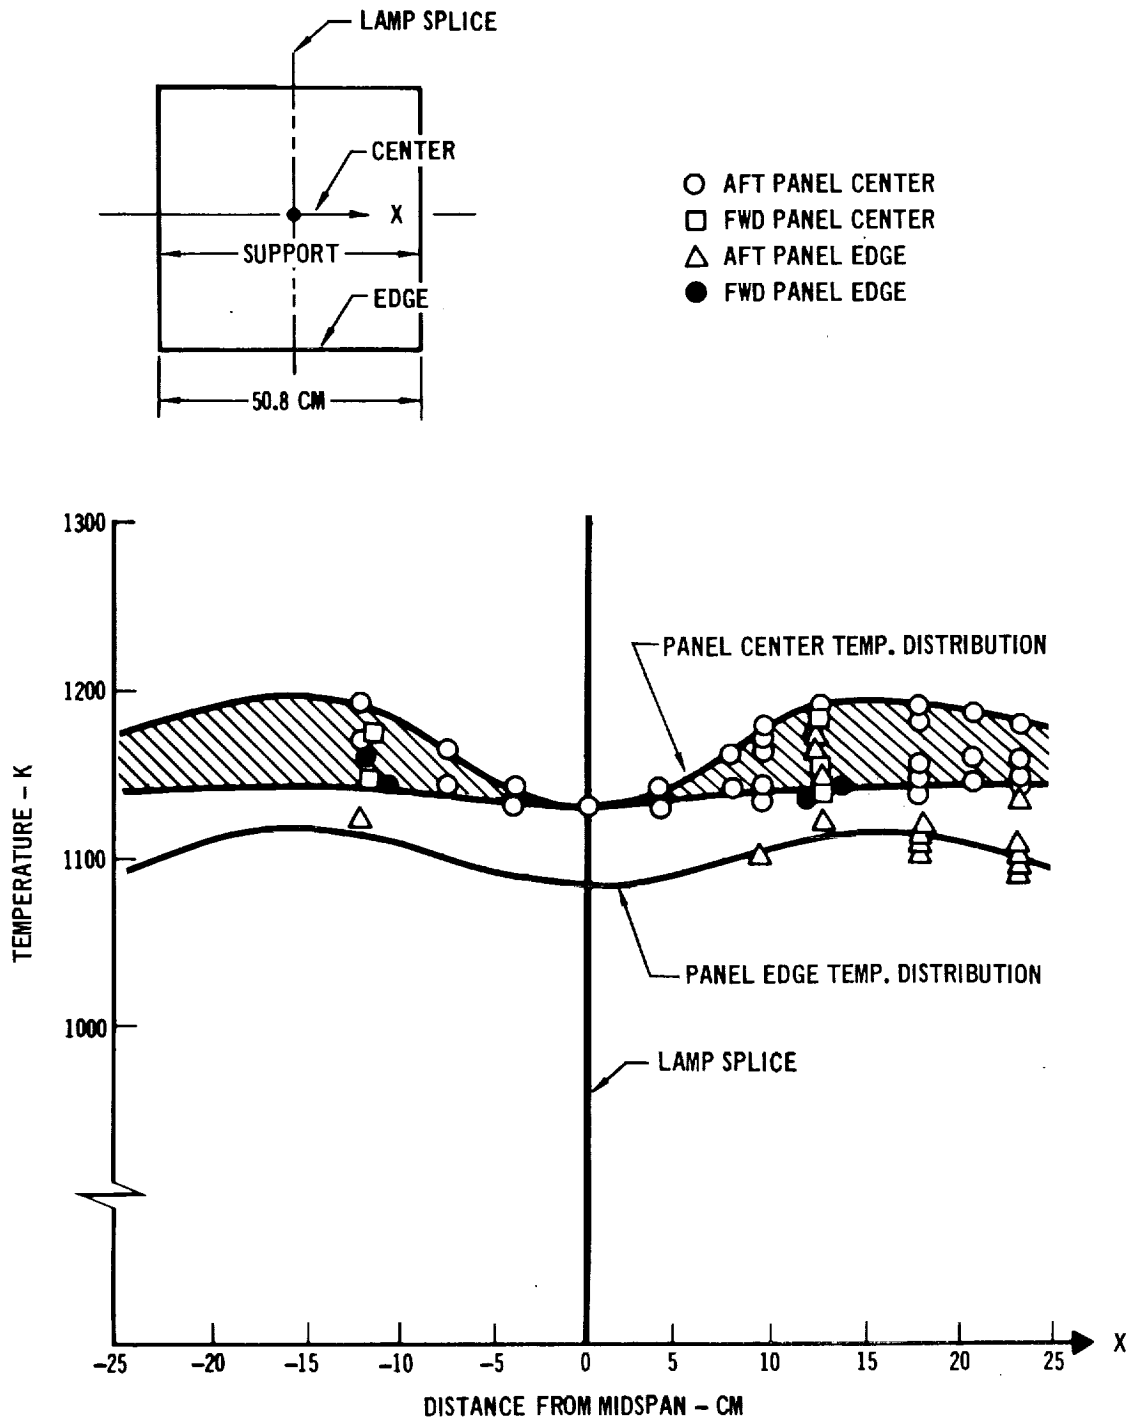 LAMP SPLICE
CENTER
X
SUPPORT
EDGE
50.8 CM
AFT PANEL CENTER
FWD PANEL CENTER
AFT PANEL EDGE
FWD PANEL EDGE
1300
1200
1100
1000
TEMPERATURE - K
PANEL CENTER TEMP. DISTRIBUTION
PANEL EDGE TEMP. DISTRIBUTION
LAMP SPLICE
-25 -20 -15 -10 -5 0 5 10 15 20 25 X
DISTANCE FROM MIDSPAN - CM